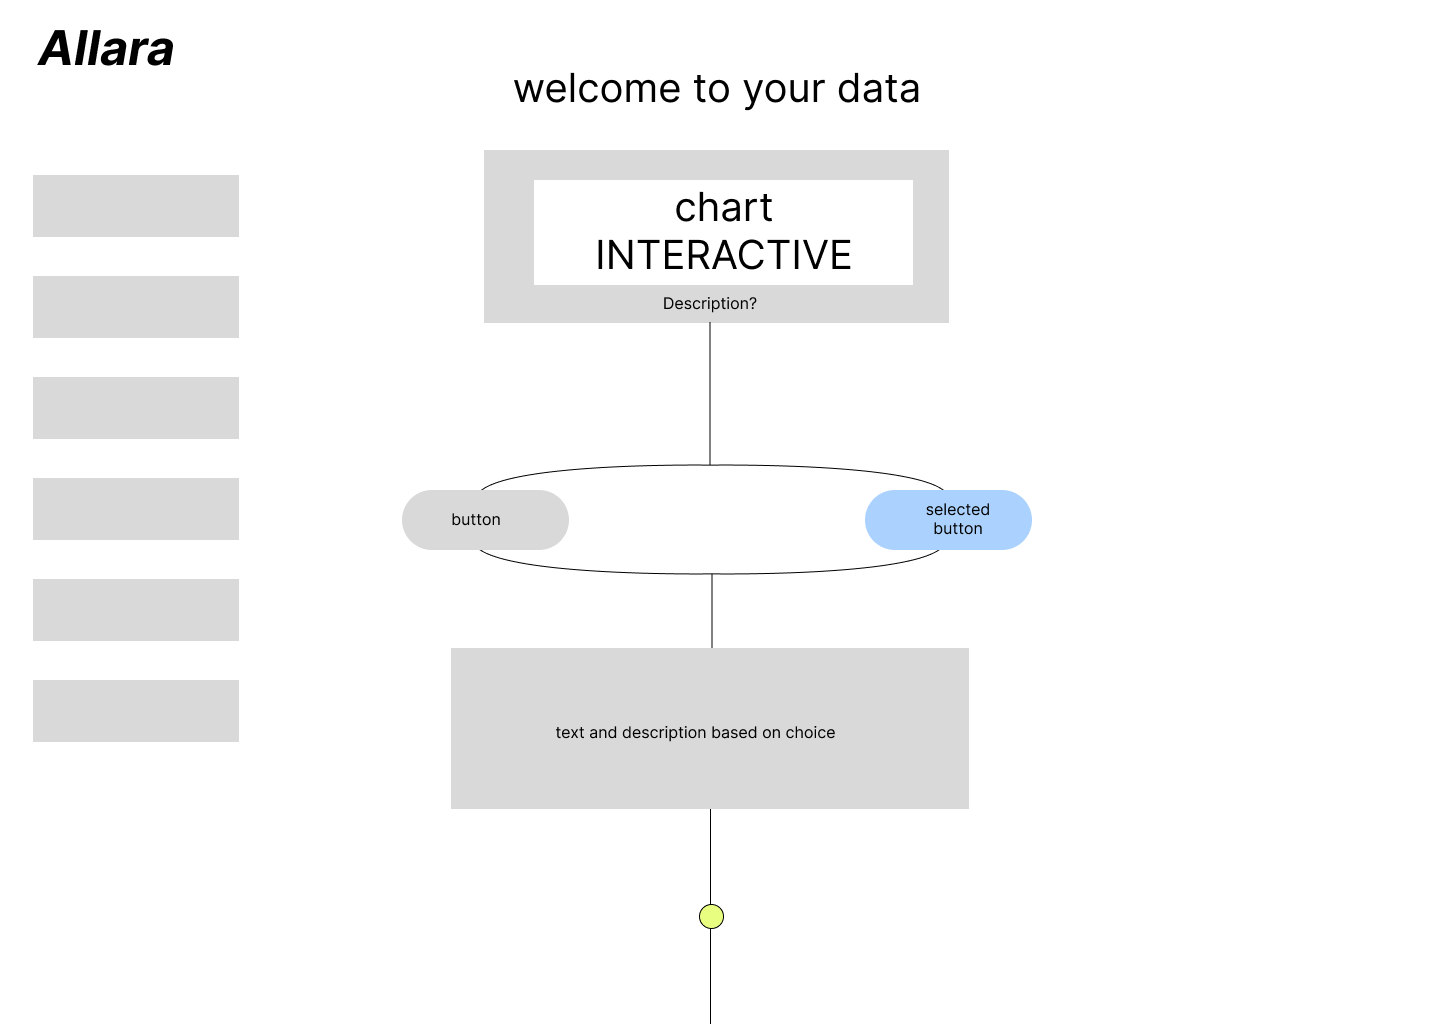 Allara
welcome to your data
chart
INTERACTIVE
Description?
button
selected
button
text and description based on choice